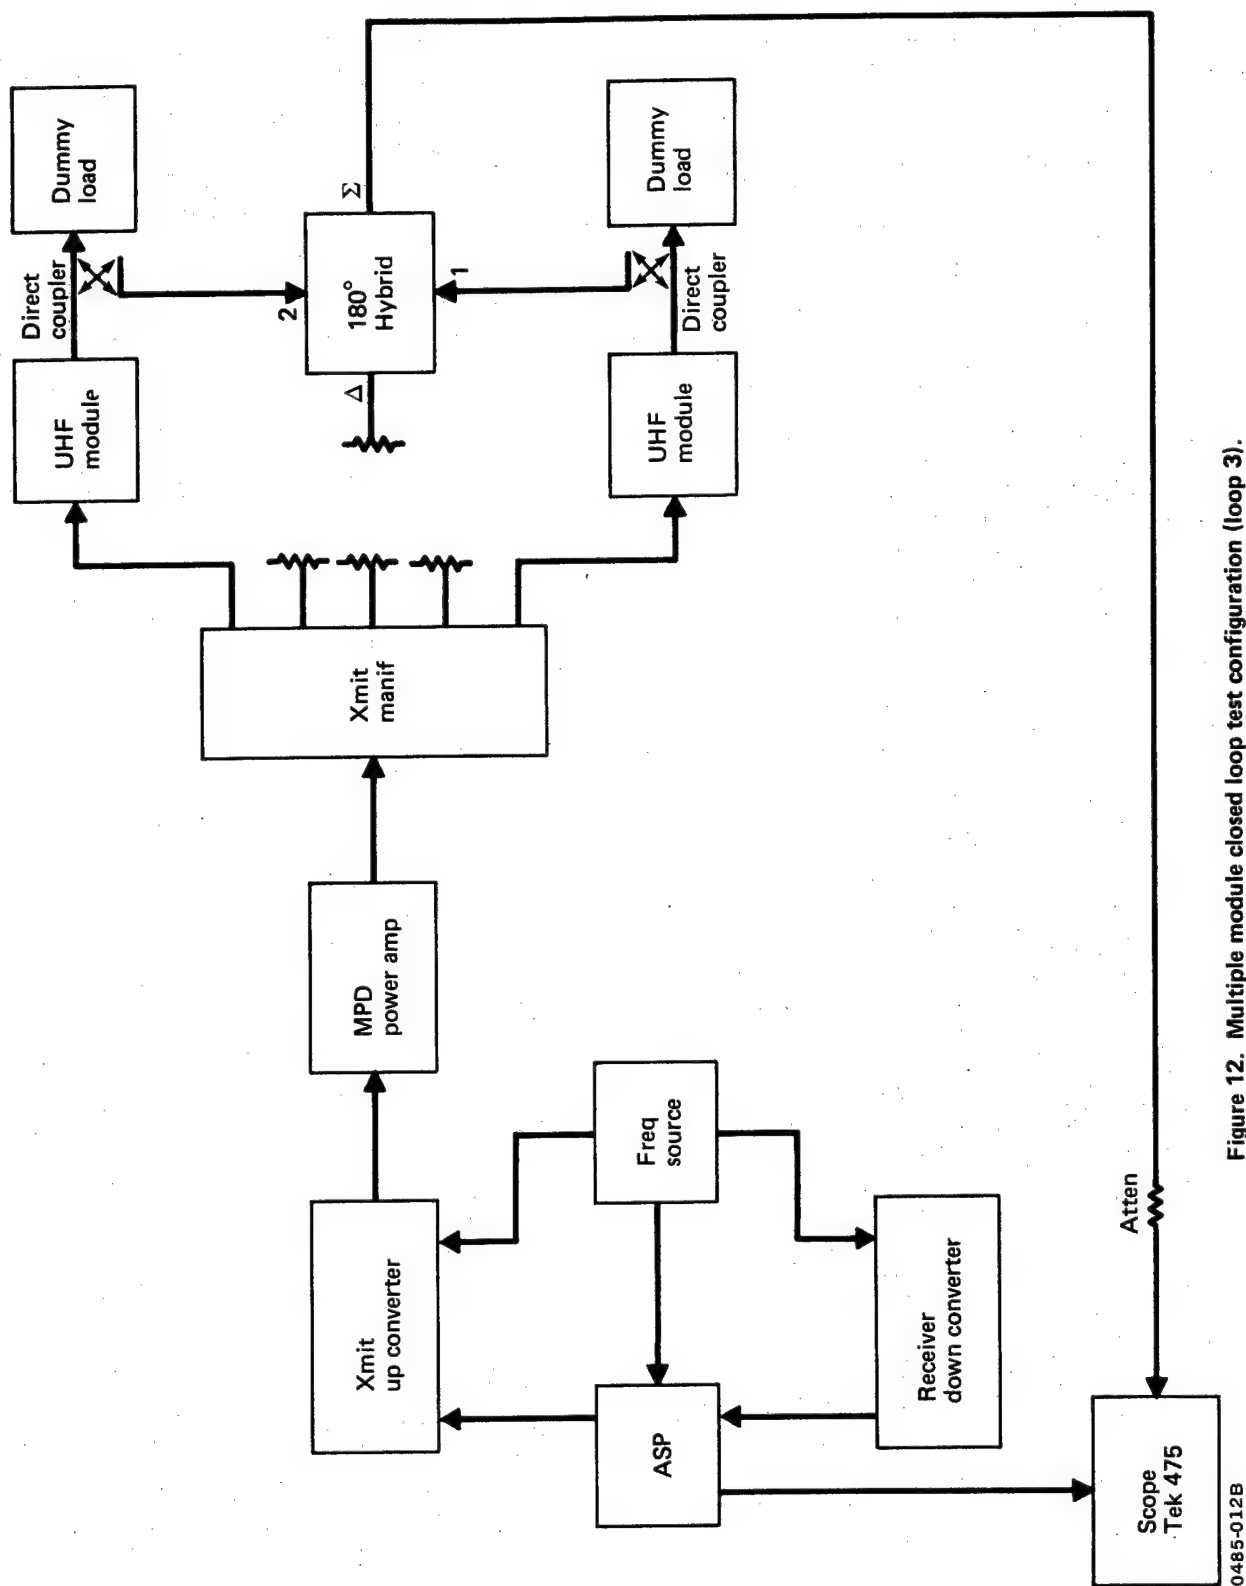 Scope
Tek 475
Atten
ASP
Receiver
down converter
Freq
source
Xmit
up converter
MPD
power amp
Xmit
manif
UHF
module
Direct
coupler
Dummy
load
2
180°
Hybrid
Δ
Σ
1
UHF
module
Direct
coupler
Dummy
load
0485-012B
Figure 12. Multiple module closed loop test configuration (loop 3).